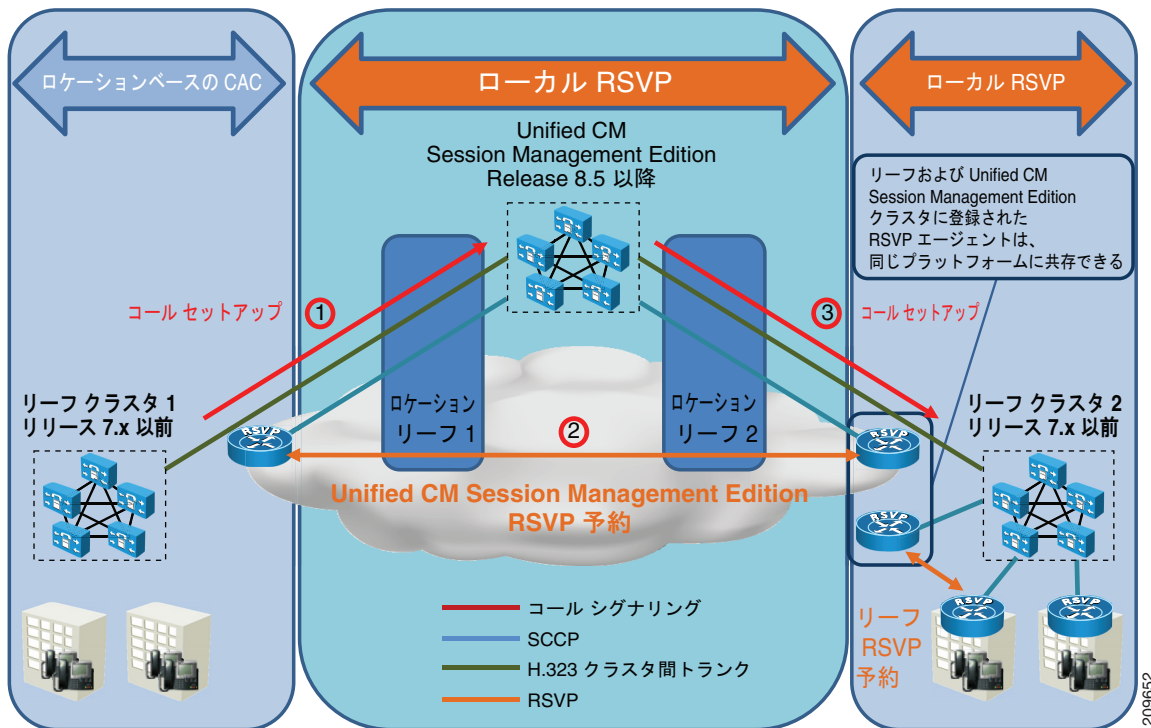 ロケーションベースの CAC
ローカル RSVP
ローカル RSVP
Unified CM
Session Management Edition
Release 8.5 以降
リーフおよび Unified CM
Session Management Edition
クラスタに登録された
RSVP エージェントは、
同じプラットフォームに共存できる
コール セットアップ
1
3
コール セットアップ
リーフ クラスタ 1
リリース 7.x 以前
ロケーション
リーフ 1
2
ロケーション
リーフ 2
リーフ クラスタ 2
リリース 7.x 以前
RSVP
RSVP
Unified CM Session Management Edition
RSVP 予約
RSVP
RSVP
RSVP
リーフ
RSVP
予約
コール シグナリング
SCCP
H.323 クラスタ間トランク
RSVP
209652